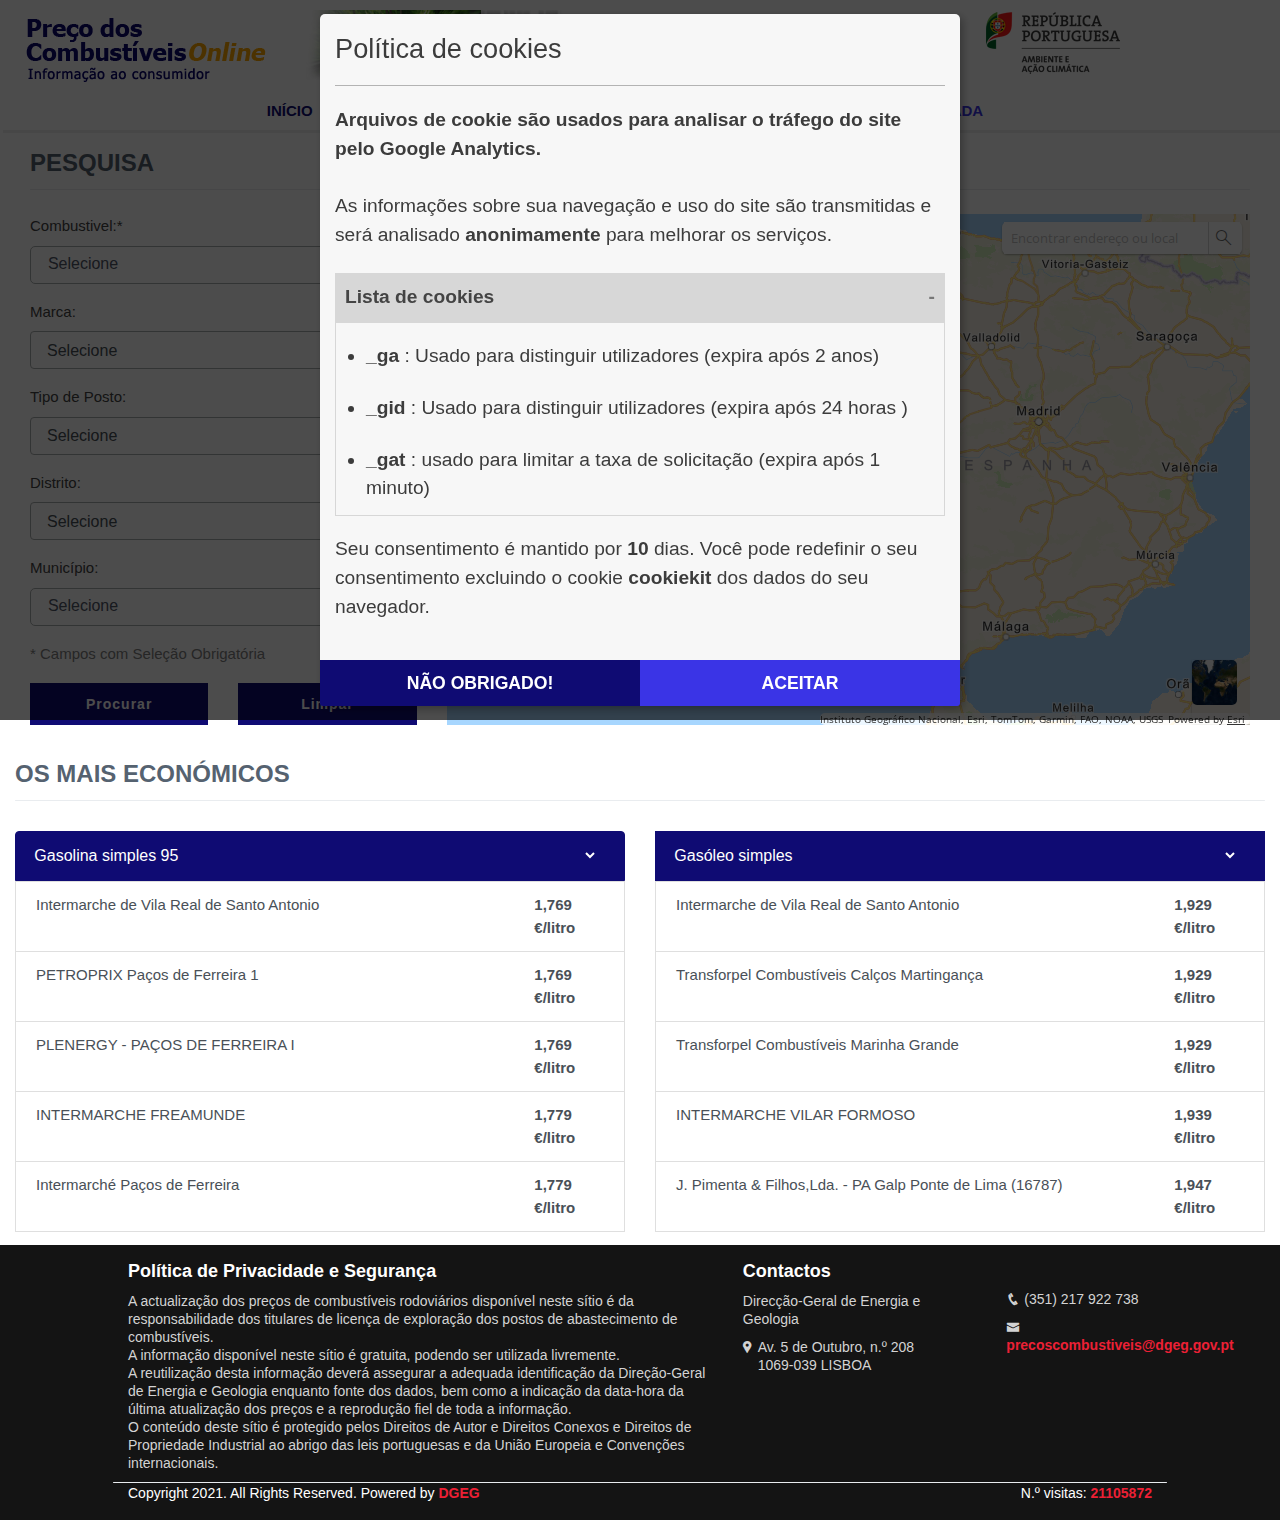 Preço dos
Combustíveis Online
Informação ao consumidor
REPÚBLICA
PORTUGUESA
AMBIENTE E
AÇÃO CLIMÁTICA
INÍCIO
PESQUISA
Combustivel:*
Selecione
Marca:
Selecione
Tipo de Posto:
Selecione
Distrito:
Selecione
Município:
Selecione
* Campos com Seleção Obrigatória
Procurar
Limpar
Política de cookies
Arquivos de cookie são usados para analisar o tráfego do site
pelo Google Analytics.
As informações sobre sua navegação e uso do site são transmitidas e
será analisado anonimamente para melhorar os serviços.
Lista de cookies -
_ga : Usado para distinguir utilizadores (expira após 2 anos)
_gid : Usado para distinguir utilizadores (expira após 24 horas )
_gat : usado para limitar a taxa de solicitação (expira após 1
minuto)
Seu consentimento é mantido por 10 dias. Você pode redefinir o seu
consentimento excluindo o cookie cookiekit dos dados do seu
navegador.
NÃO OBRIGADO! ACEITAR
Encontrar endereço ou local
Vitoria-Gasteiz
Valladolid
Saragoça
Madrid
ESPANHA
Valência
Múrcia
Málaga
Orã
Melilha
Instituto Geográfico Nacional, Esri, TomTom, Garmin, FAO, NOAA, USGS Powered by Esri
OS MAIS ECONÓMICOS
Gasolina simples 95
Intermarche de Vila Real de Santo Antonio 1,769
€/litro
PETROPRIX Paços de Ferreira 1 1,769
€/litro
PLENERGY - PAÇOS DE FERREIRA I 1,769
€/litro
INTERMARCHE FREAMUNDE 1,779
€/litro
Intermarché Paços de Ferreira 1,779
€/litro
Gasóleo simples
Intermarche de Vila Real de Santo Antonio 1,929
€/litro
Transforpel Combustíveis Calços Martingança 1,929
€/litro
Transforpel Combustíveis Marinha Grande 1,929
€/litro
INTERMARCHE VILAR FORMOSO 1,939
€/litro
J. Pimenta & Filhos,Lda. - PA Galp Ponte de Lima (16787) 1,947
€/litro
Política de Privacidade e Segurança
A actualização dos preços de combustíveis rodoviários disponível neste sítio é da
responsabilidade dos titulares de licença de exploração de postos de abastecimento de
combustíveis.
A informação disponível neste sítio é gratuita, podendo ser utilizada livremente.
A reutilização desta informação deverá assegurar a adequada identificação da Direção-Geral
de Energia e Geologia enquanto fonte dos dados, bem como a indicação da data-hora da
última atualização dos preços e a reprodução fiel de toda a informação.
O conteúdo deste sítio é protegido pelos Direitos de Autor e Direitos Conexos e Direitos de
Propriedade Industrial ao abrigo das leis portuguesas e da União Europeia e Convenções
internacionais.
Contactos
Direcção-Geral de Energia e
Geologia
Av. 5 de Outubro, n.º 208
1069-039 LISBOA
(351) 217 922 738
precoscombustiveis@dgeg.gov.pt
Copyright 2021. All Rights Reserved. Powered by DGEG
N.º visitas: 21105872